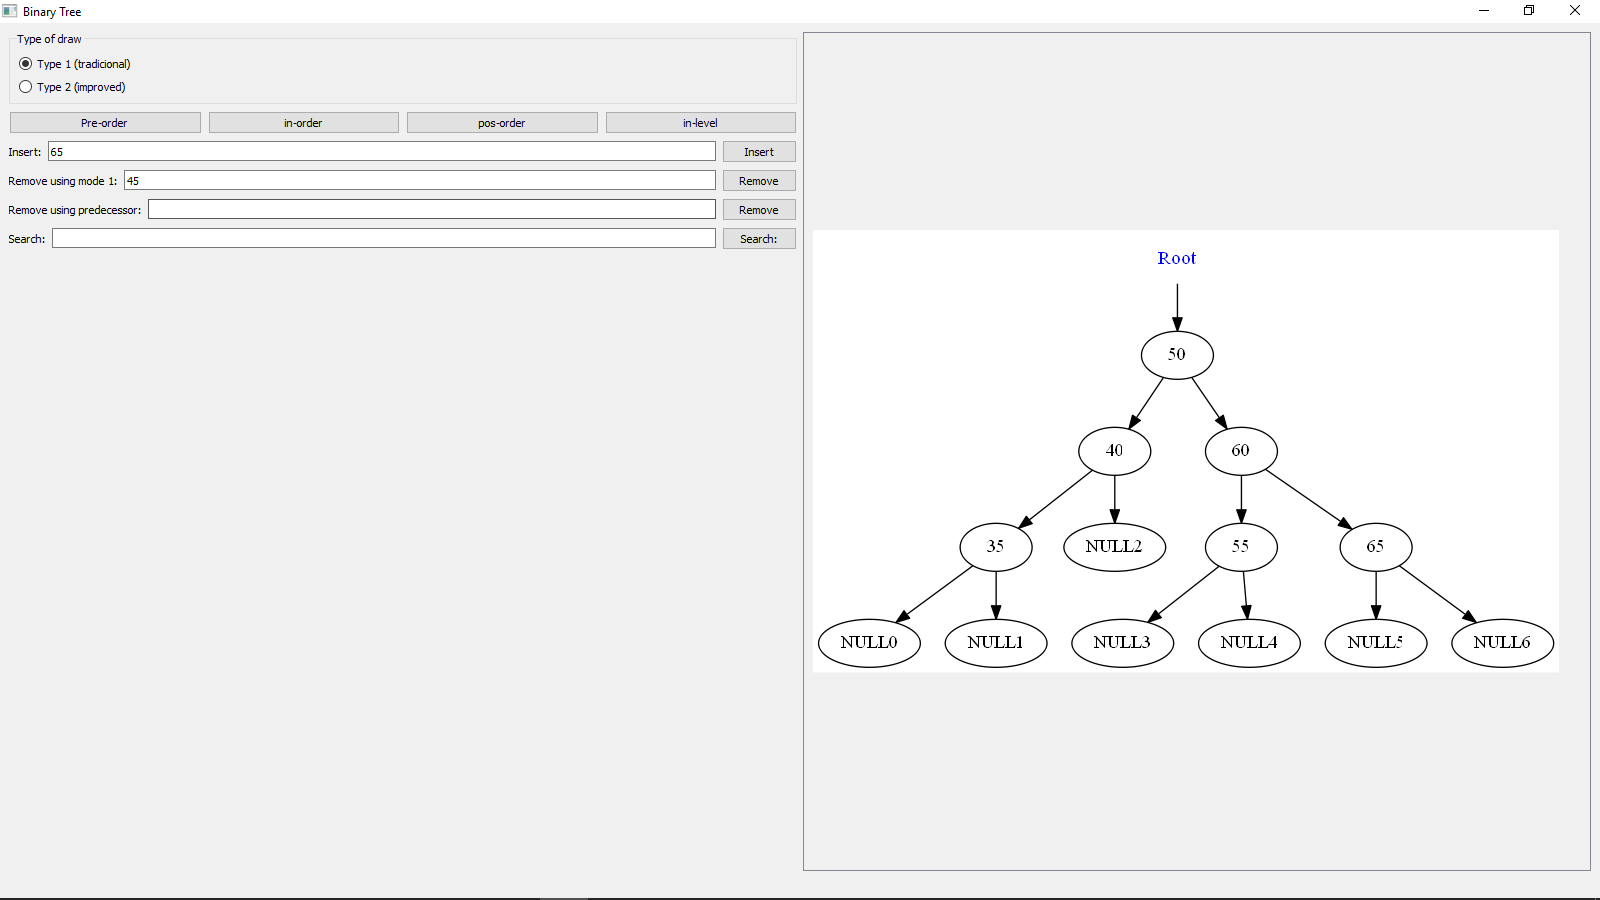 Binary Tree
Type of draw
Type 1 (tradicional)
Type 2 (improved)
Pre-order in-order pos-order in-level
Insert: 65 Insert
Remove using mode 1: 45 Remove
Remove using predecessor: Remove
Search: Search:
Root
50
40 60
35 NULL2 55 65
NULL0 NULL1 NULL3 NULL4 NULL5 NULL6